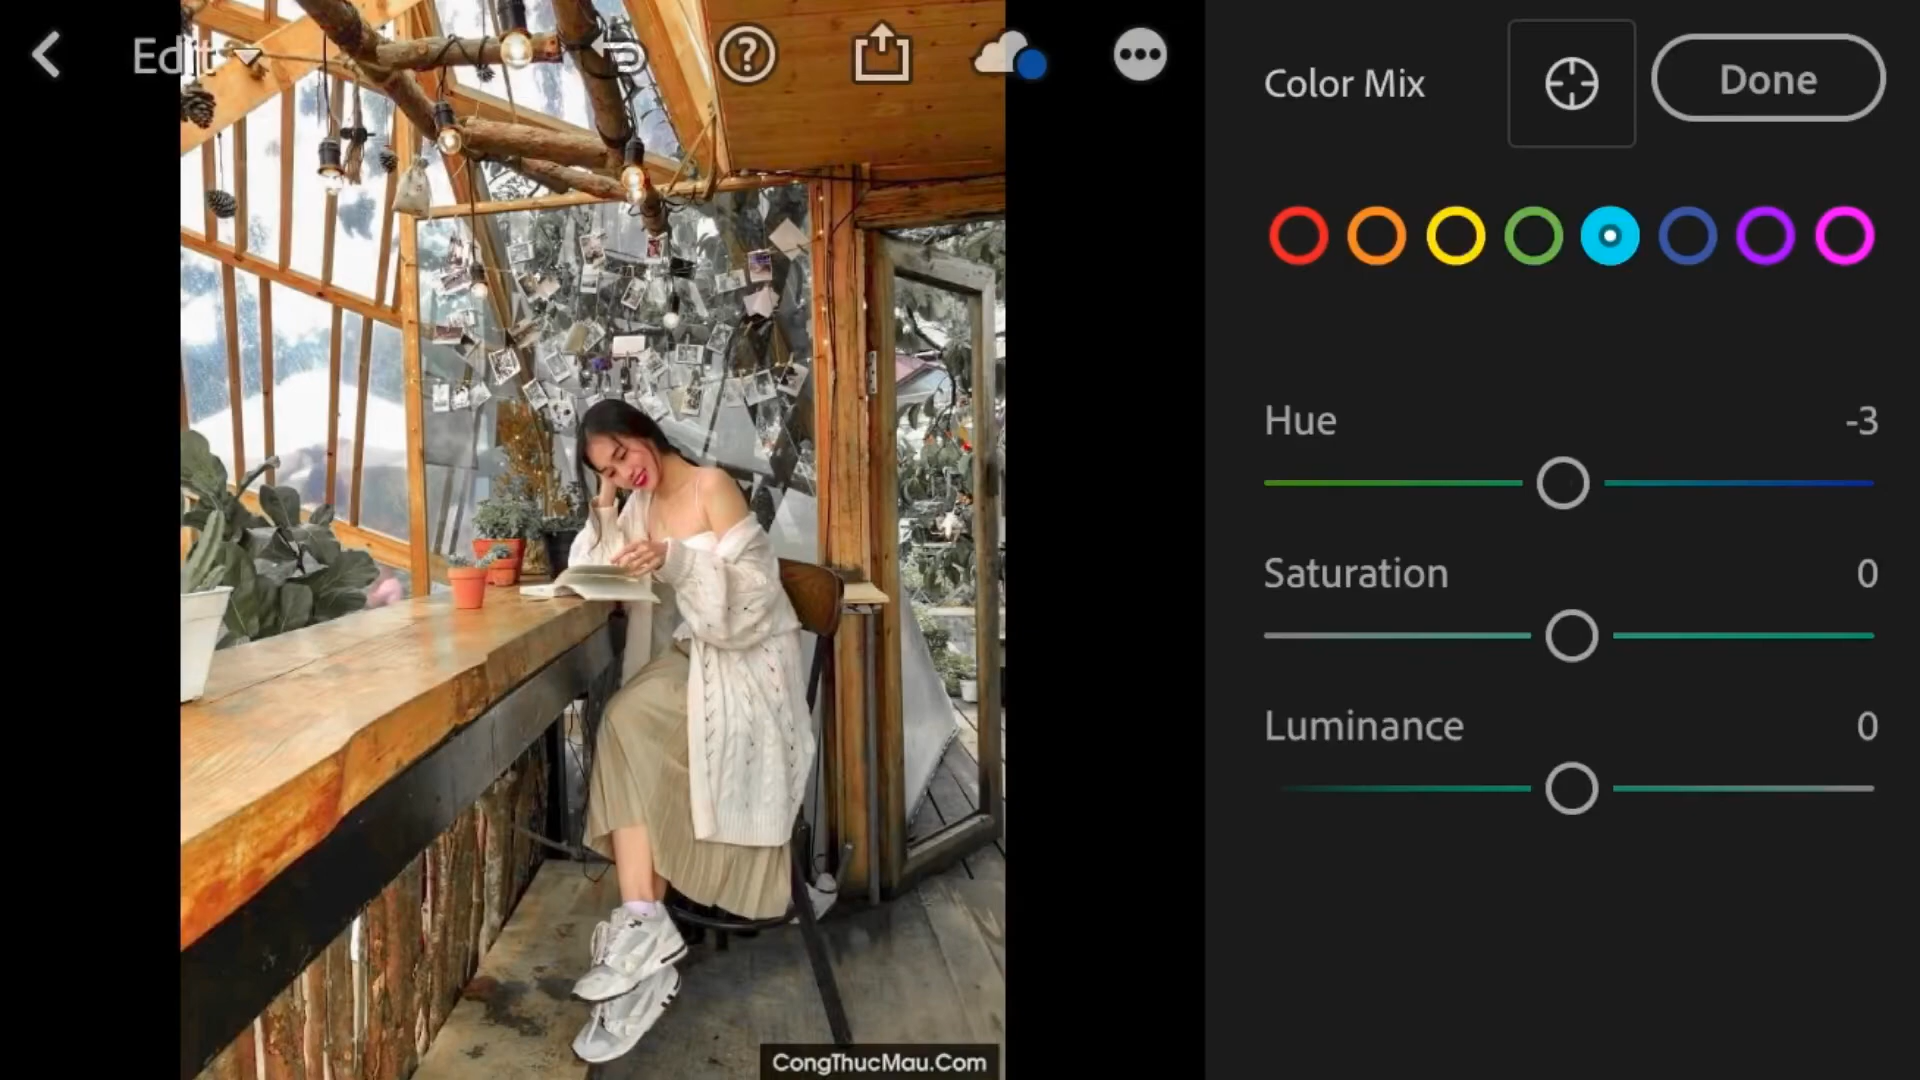 Edit
Color Mix
Done
Hue
-3
Saturation
0
Luminance
0
CongThucMau.Com